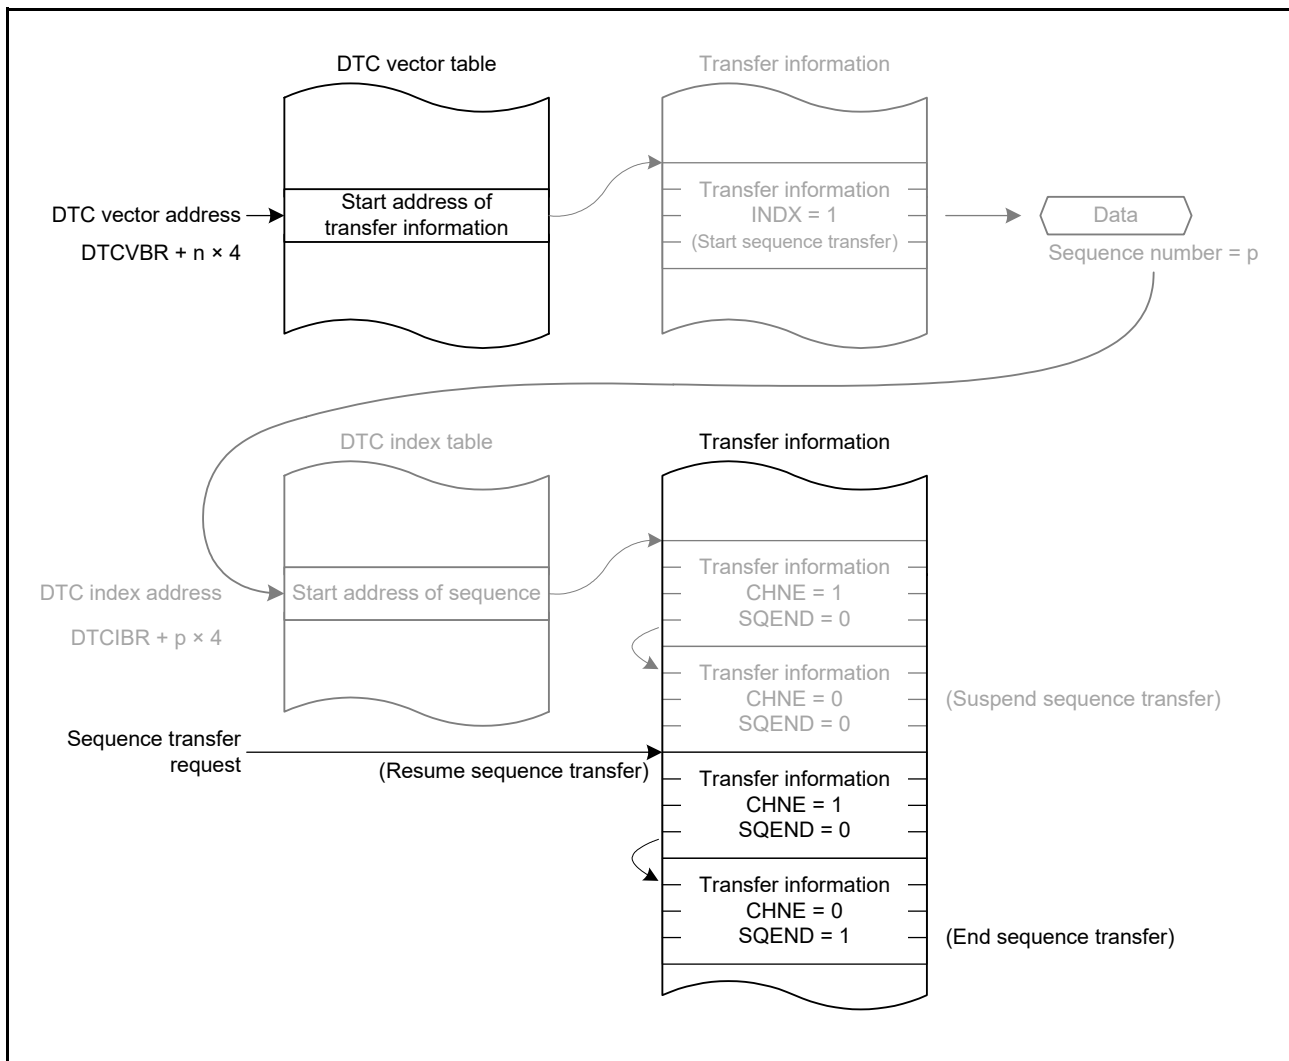 DTC vector table
Transfer information
Start address of
transfer information
DTC vector address
DTCVBR + n × 4
Transfer information
INDX = 1
(Start sequence transfer)
Data
Sequence number = p
DTC index table
Transfer information
DTC index address
DTCIBR + p × 4
Start address of sequence
Transfer information
CHNE = 1
SQEND = 0
Transfer information
CHNE = 0
SQEND = 0
(Suspend sequence transfer)
Sequence transfer
request
(Resume sequence transfer)
Transfer information
CHNE = 1
SQEND = 0
Transfer information
CHNE = 0
SQEND = 1
(End sequence transfer)